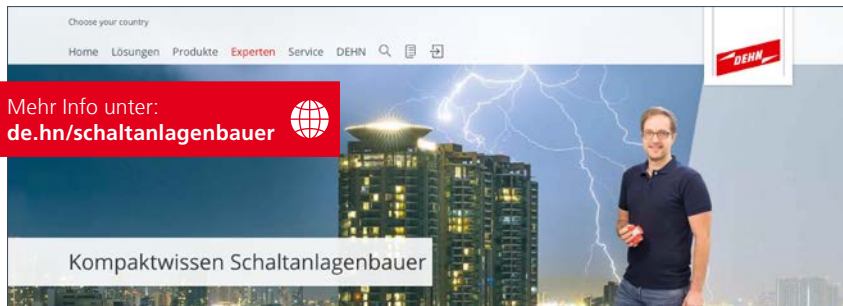 Choose your country
Home Lösungen Produkte Experten Service DEHN
DEHN
Mehr Info unter:
de.hn/schaltanlagenbauer
Kompaktwissen Schaltanlagenbauer